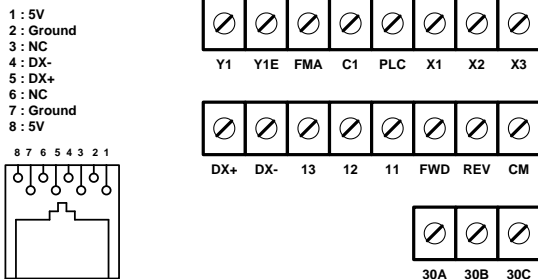 1 : 5V
2 : Ground
3 : NC
4 : DX-
5 : DX+
6 : NC
7 : Ground
8 : 5V
8 7 6 5 4 3 2 1
Y1 Y1E FMA C1 PLC X1 X2 X3
DX+ DX- 13 12 11 FWD REV CM
30A 30B 30C